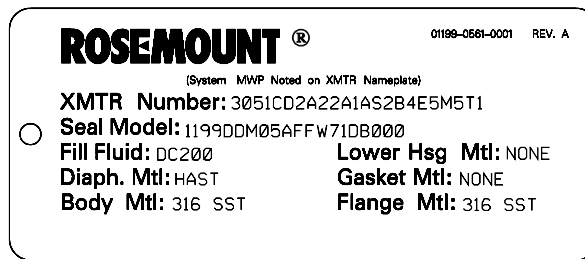 ROSEMOUNT ® 01199-0561-0001 REV. A
(System MWP Noted on XMTR Nameplate)
XMTR Number: 3051CD2A22A1AS2B4E5M5T1
Seal Model: 1199DDM05AFFW71DB000
Fill Fluid: DC200 Lower Hsg Mtl: NONE
Diaph. Mtl: HAST Gasket Mtl: NONE
Body Mtl: 316 SST Flange Mtl: 316 SST